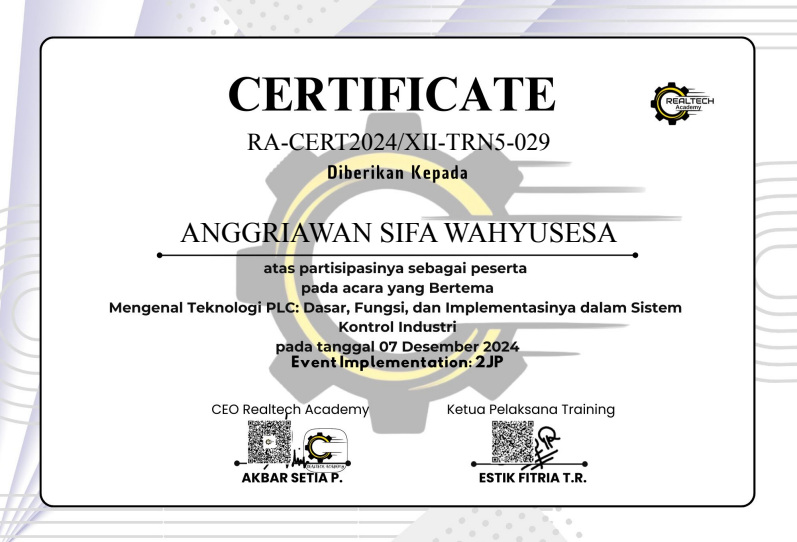 CERTIFICATE
REALTECH
Academy
RA-CERT2024/XII-TRN5-029
Diberikan Kepada
ANGGRIAWAN SIFA WAHYUSESA
atas partisipasinya sebagai peserta
pada acara yang Bertema
Mengenal Teknologi PLC: Dasar, Fungsi, dan Implementasinya dalam Sistem
Kontrol Industri
pada tanggal 07 Desember 2024
Event Implementation: 2JP
CEO Realtech Academy
Ketua Pelaksana Training
AKBAR SETIA P.
ESTIK FITRIA T.R.